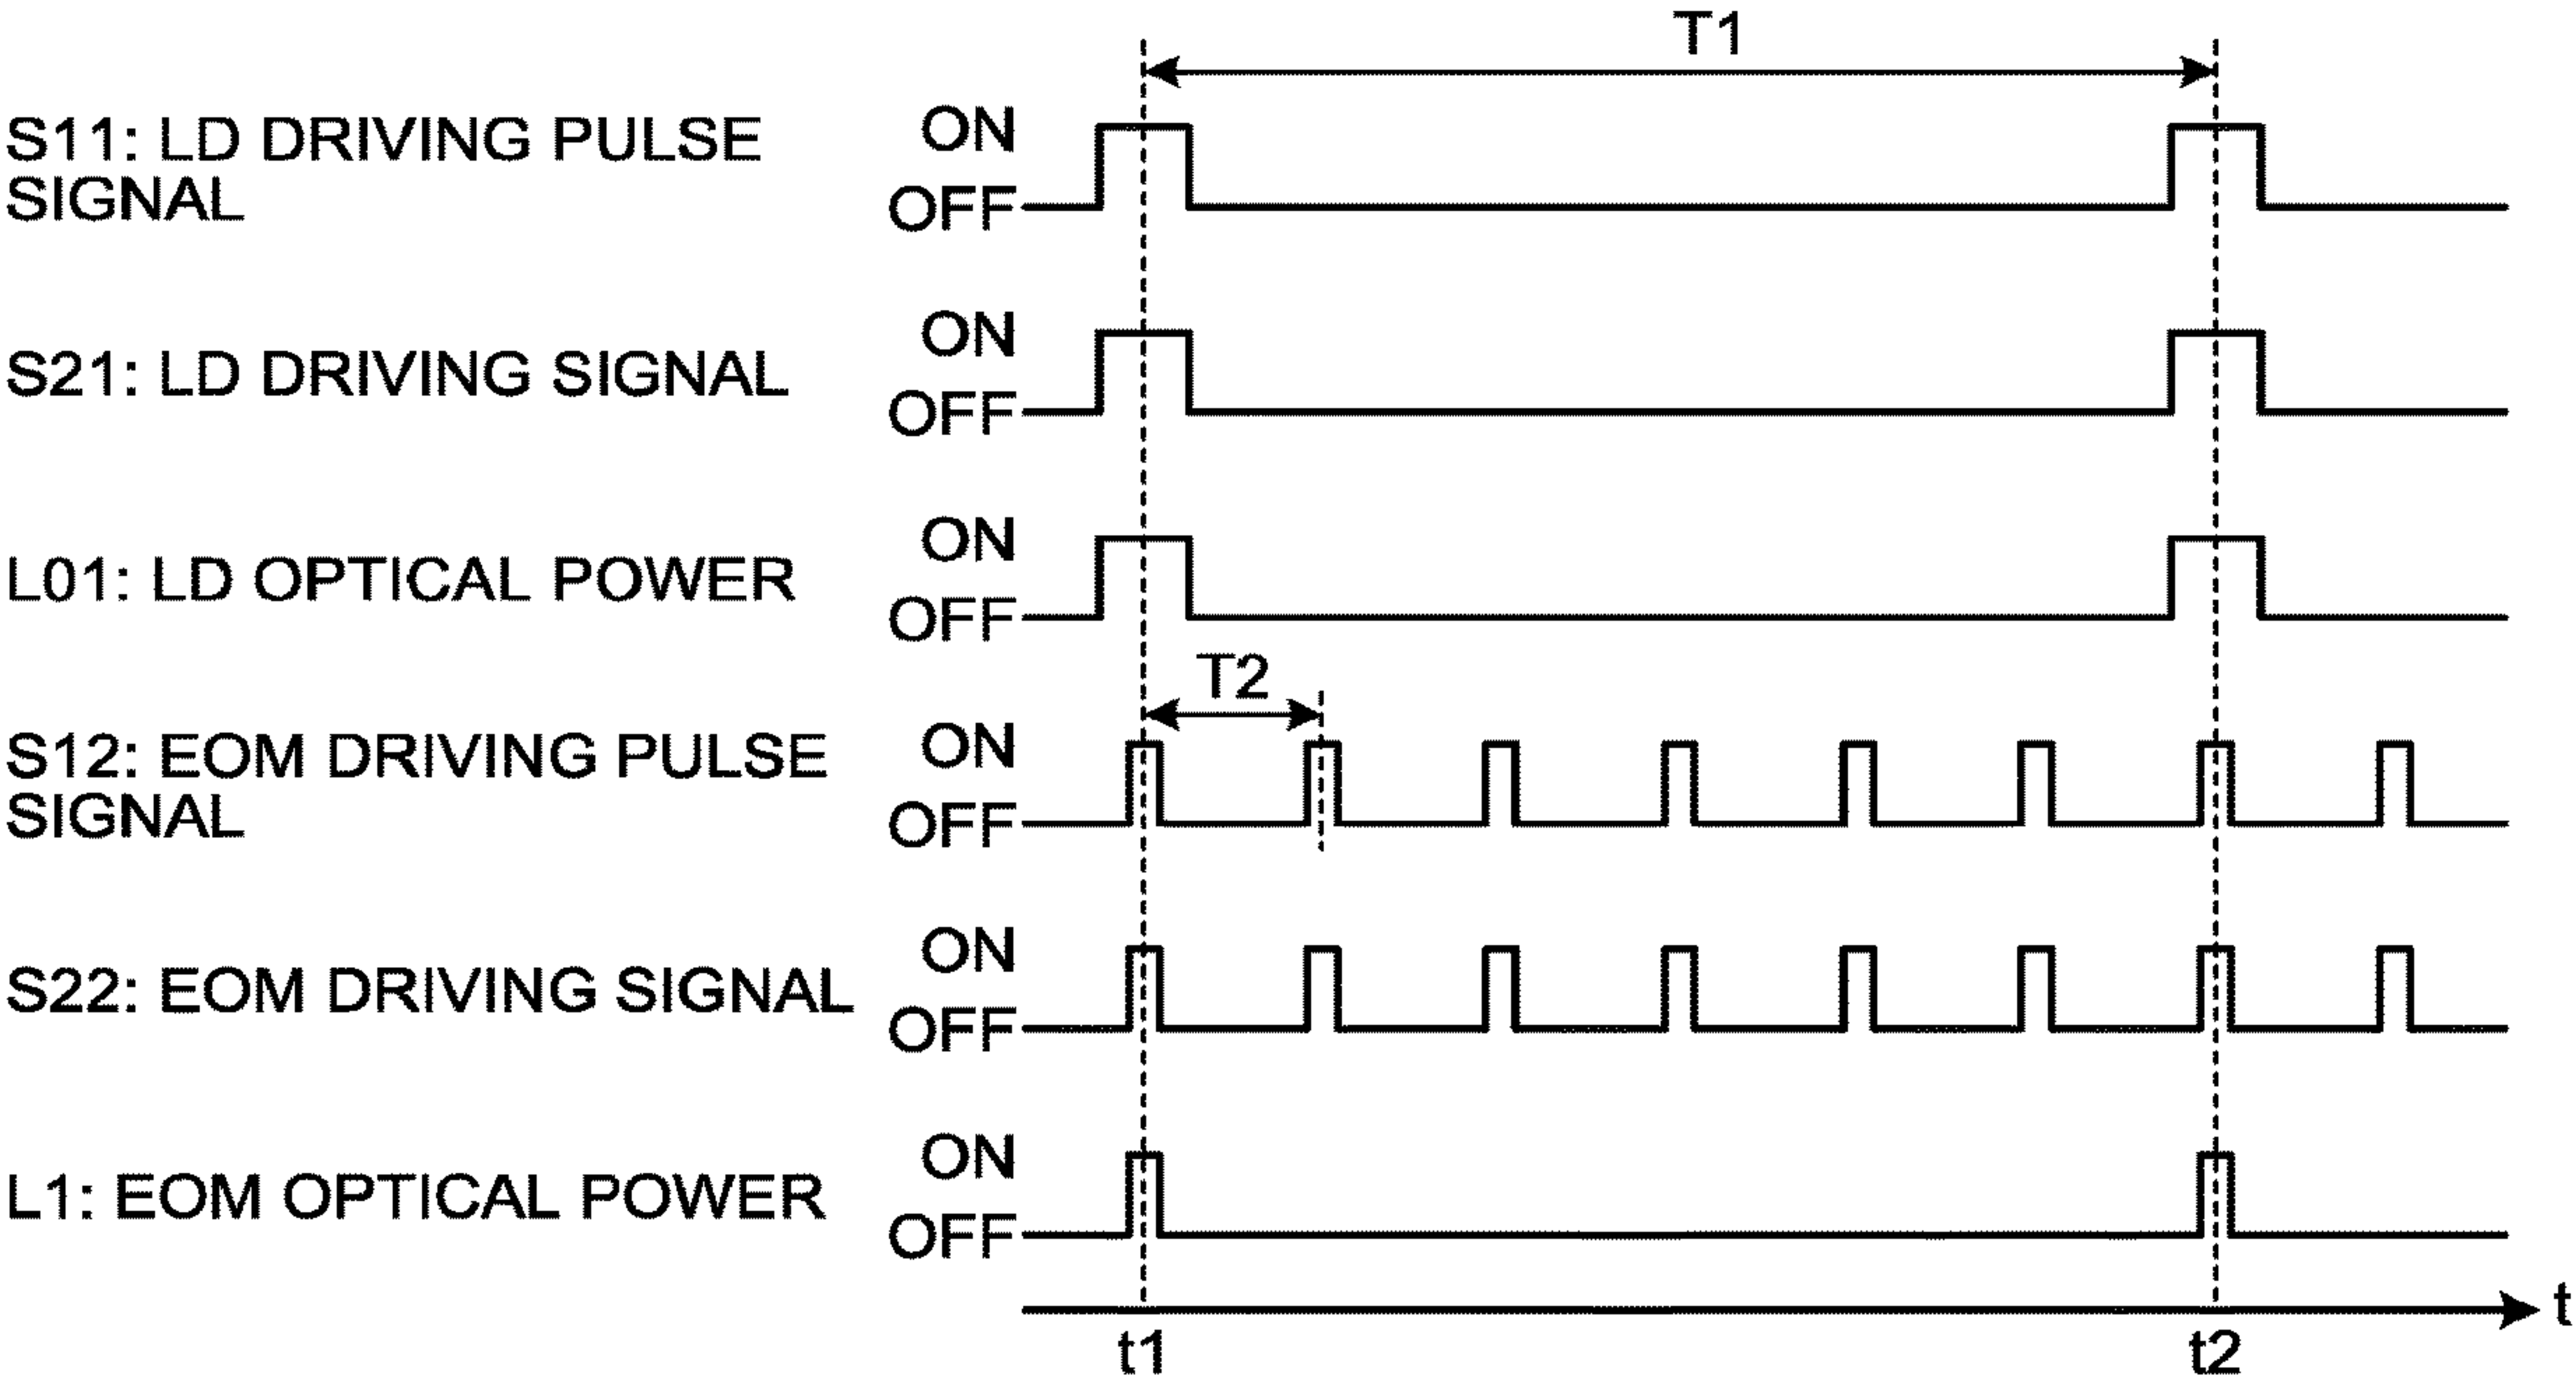 T1
S11: LD DRIVING PULSE
SIGNAL
ON
OFF
S21: LD DRIVING SIGNAL
ON
OFF
L01: LD OPTICAL POWER
ON
OFF
T2
S12: EOM DRIVING PULSE
SIGNAL
ON
OFF
S22: EOM DRIVING SIGNAL
ON
OFF
L1: EOM OPTICAL POWER
ON
OFF
t
t1
t2